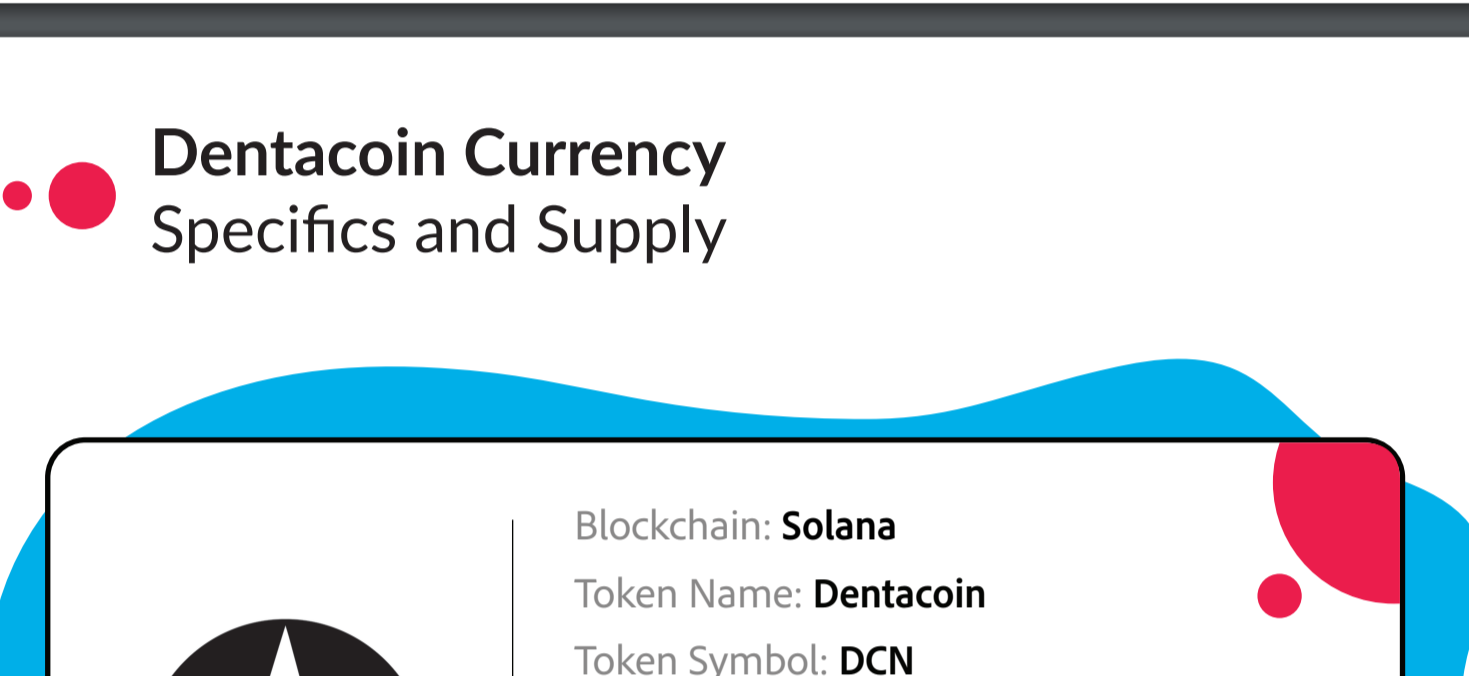 Dentacoin Currency
Specifics and Supply
Blockchain: Solana
Token Name: Dentacoin
Token Symbol: DCN